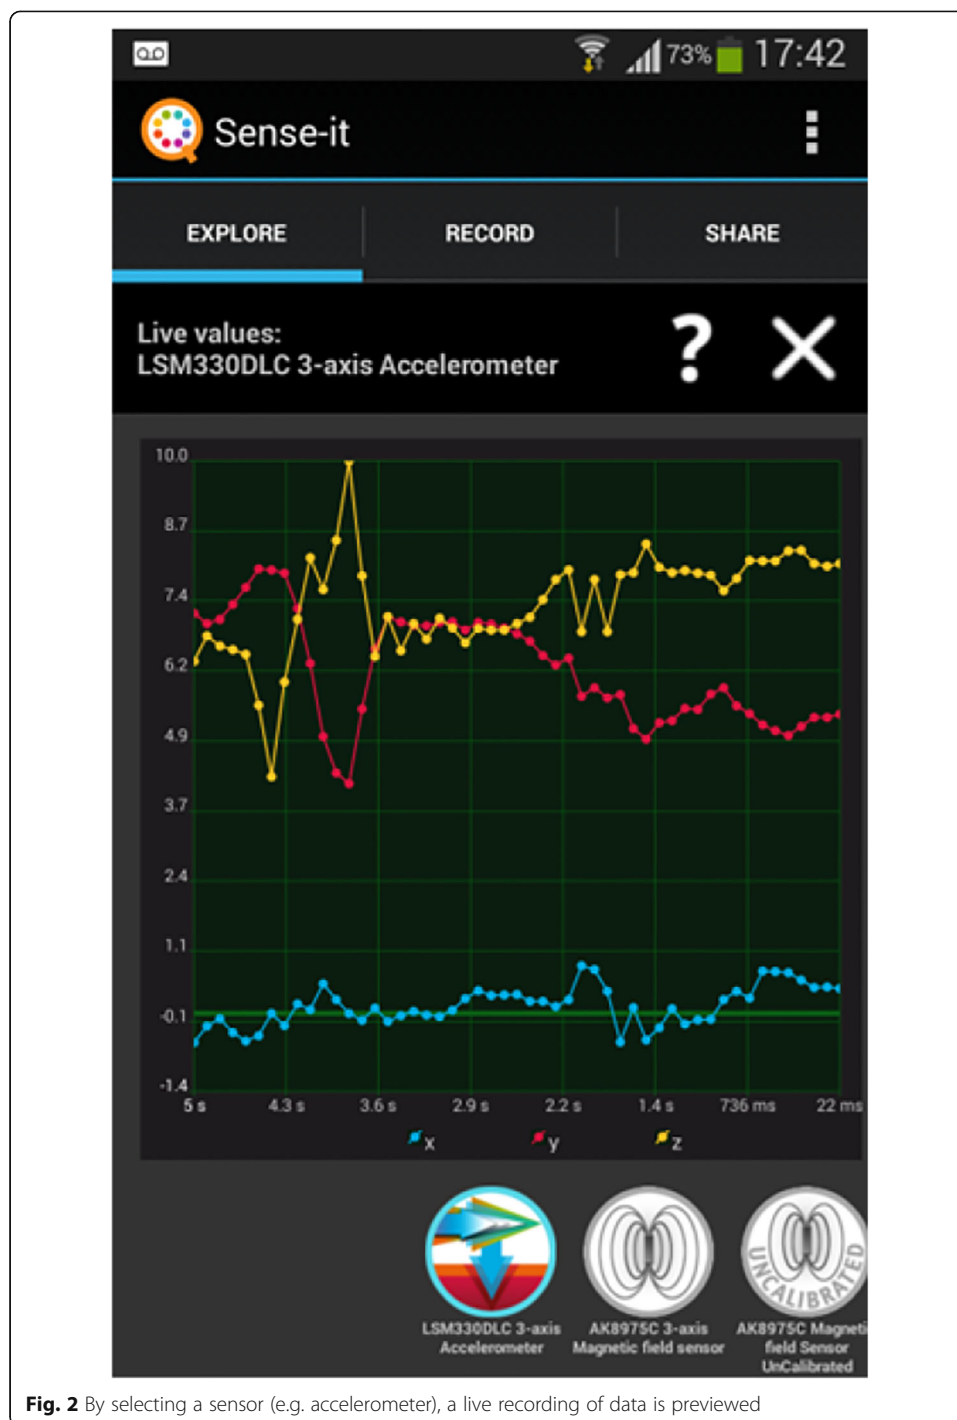 73% 17:42
Sense-it
EXPLORE RECORD SHARE
Live values:
LSM330DLC 3-axis Accelerometer
? X
10.0
8.7
7.4
6.2
4.9
3.7
2.4
1.1
-0.1
-1.4
5 s 4.3 s 3.6 s 2.9 s 2.2 s 1.4 s 736 ms 22 ms
x y z
UNCALIBRATED
LSM330DLC 3-axis AK8975C 3-axis AK8975C Magneti
Accelerometer Magnetic field sensor field Sensor
UnCalibrated
Fig. 2 By selecting a sensor (e.g. accelerometer), a live recording of data is previewed